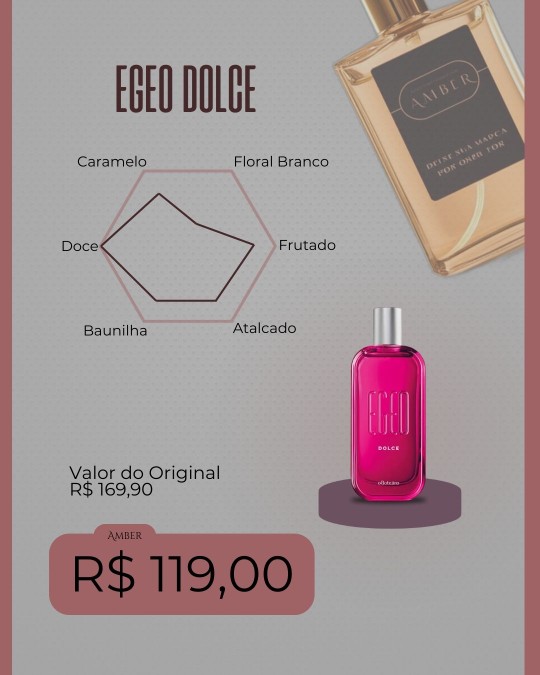 AMBER
DEIXE SUA MARCA
POR ONDE FOR
EGEO DOLCE
Caramelo
Floral Branco
Doce
Frutado
Baunilha
Atalcado
EGEO
DOLCE
oBoticário
Valor do Original
R$ 169,90
AMBER
R$ 119,00